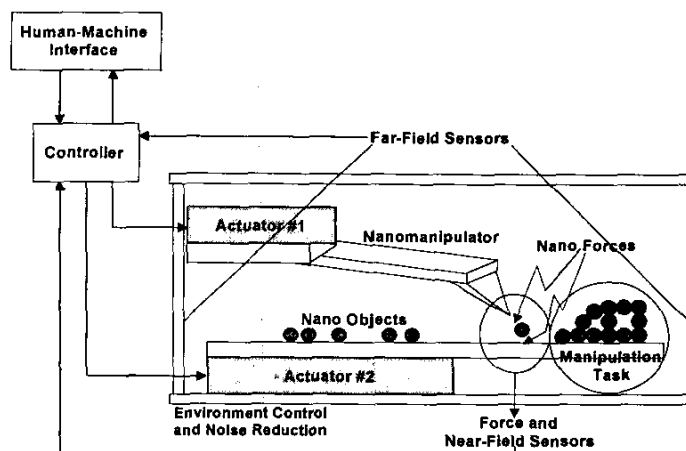 Human-Machine
Interface
Controller
Far-Field Sensors
Actuator #1
Nanomanipulator
Nano Forces
Nano Objects
Manipulation
Task
Actuator #2
Environment Control
and Noise Reduction
Force and
Near-Field Sensors